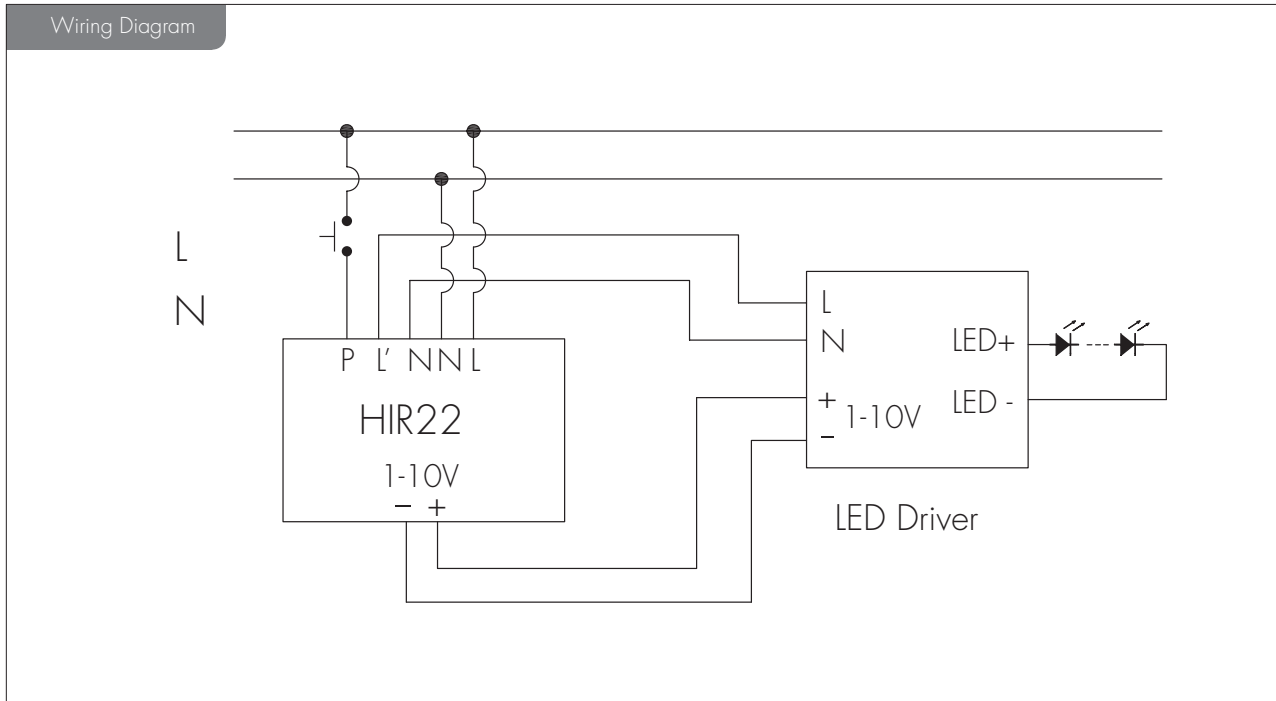 Wiring Diagram
L
N
P L’ N N L
HIR22
1-10V
− +
L
N
+
1-10V
−
LED+
LED -
LED Driver